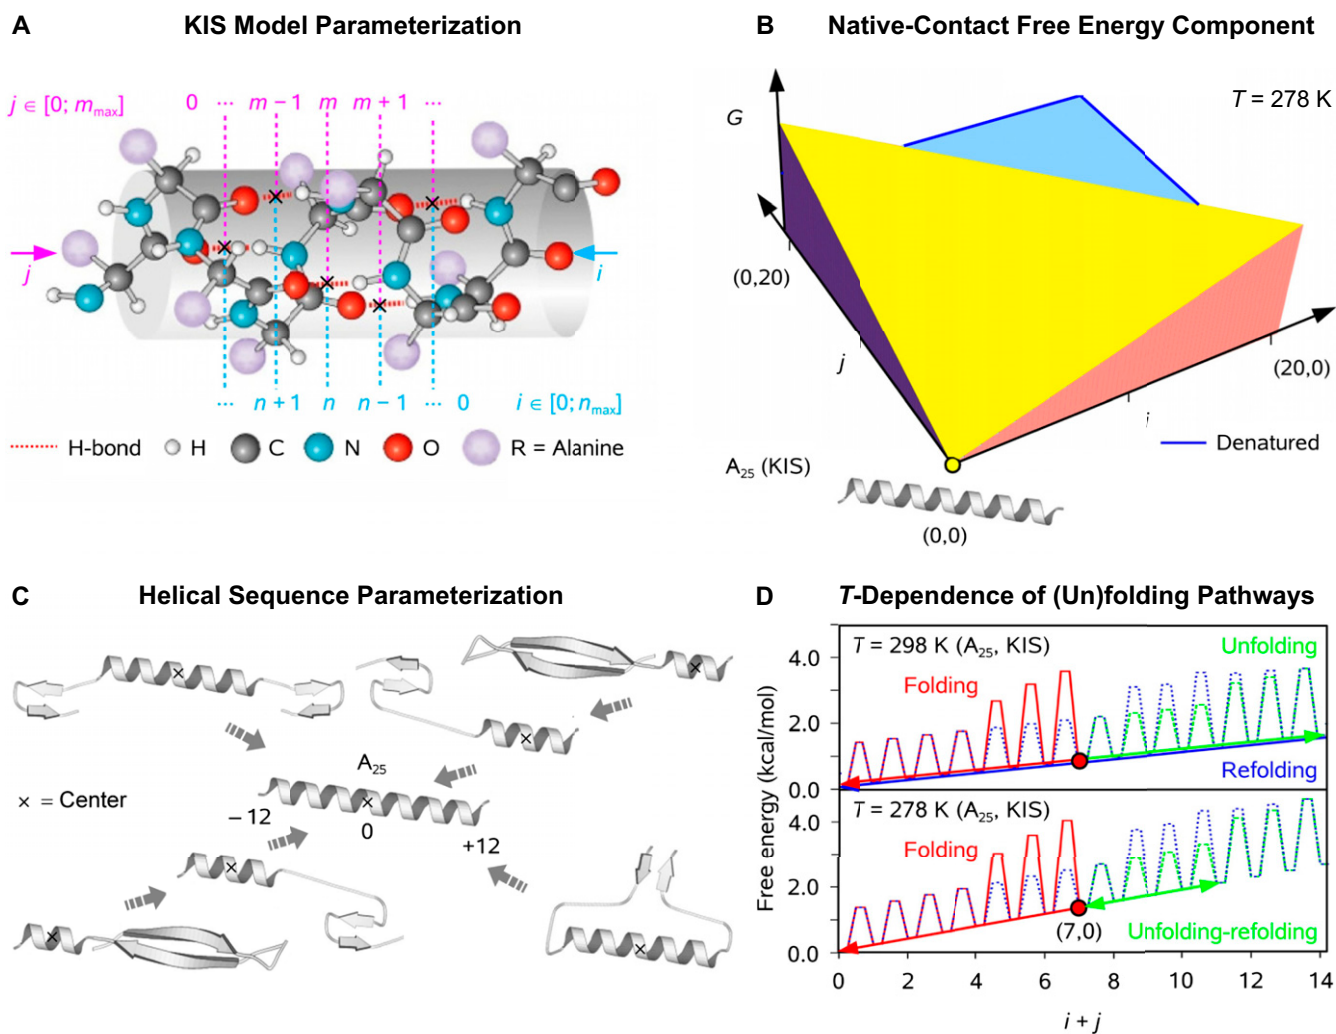 A KIS Model Parameterization
j ∈ [0; m_max] 0 ··· m – 1 m m + 1 ···
j
i
··· n + 1 n n – 1 ··· 0 i ∈ [0; n_max]
H-bond H C N O R = Alanine
B Native-Contact Free Energy Component
T = 278 K
G
(0,20)
j
(20,0)
i
Denatured
A₂₅ (KIS)
(0,0)
C Helical Sequence Parameterization
A₂₅
× = Center
– 12
0
+12
D T-Dependence of (Un)folding Pathways
T = 298 K (A₂₅, KIS)
Unfolding
Folding
Refolding
4.0
2.0
0.0
T = 278 K (A₂₅, KIS)
Folding
(7,0)
Unfolding-refolding
4.0
2.0
0.0
Free energy (kcal/mol)
0 2 4 6 8 10 12 14
i + j